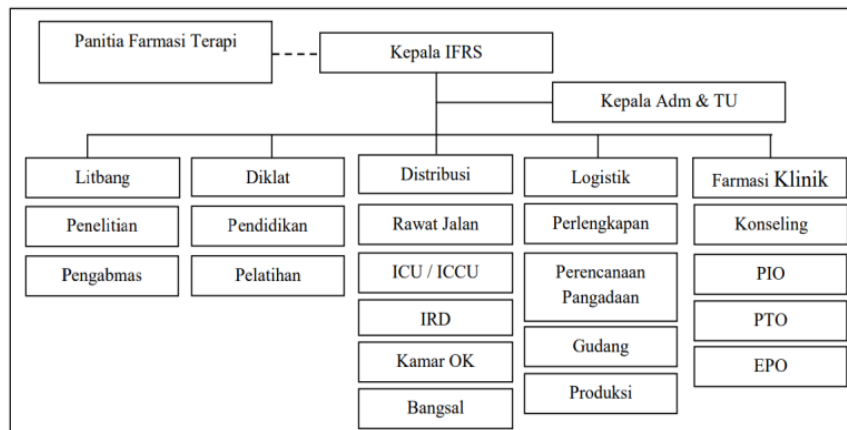 Panitia Farmasi Terapi
Kepala IFRS
Kepala Adm & TU
Litbang
Diklat
Distribusi
Logistik
Farmasi Klinik
Penelitian
Pendidikan
Rawat Jalan
Perlengkapan
Konseling
Pengabmas
Pelatihan
ICU / ICCU
Perencanaan
Pangadaan
PIO
IRD
PTO
Gudang
Kamar OK
EPO
Produksi
Bangsal